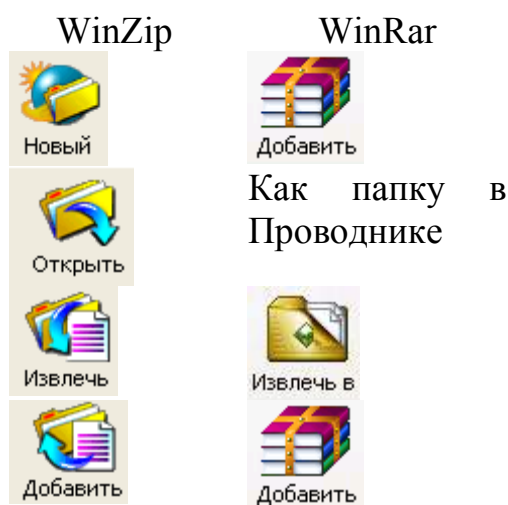 WinZip WinRar
Новый Добавить
Как папку в
Проводнике
Открыть
Извлечь Извлечь в
Добавить Добавить